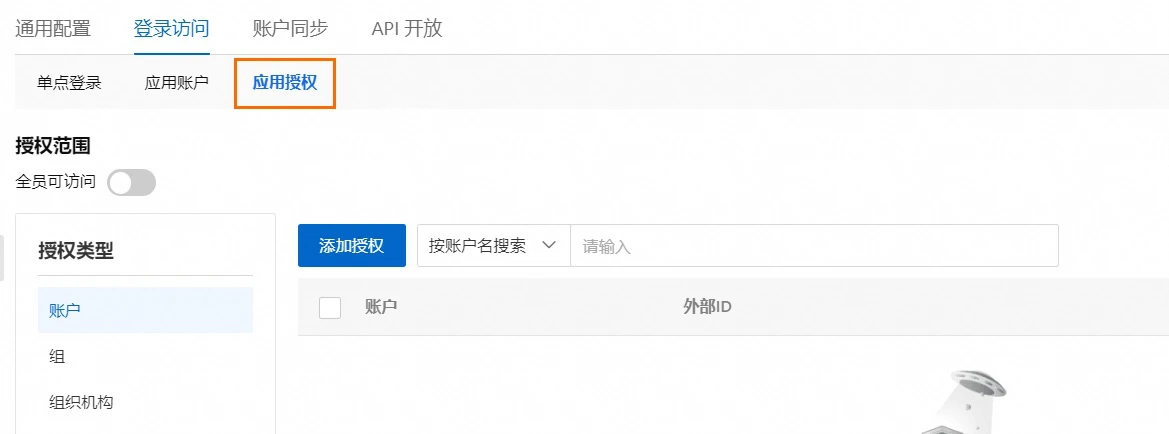 通用配置 登录访问 账户同步 API 开放
单点登录 应用账户 应用授权
授权范围
全员可访问
授权类型
账户
组
组织机构
添加授权 按账户名搜索 请输入
账户 外部ID